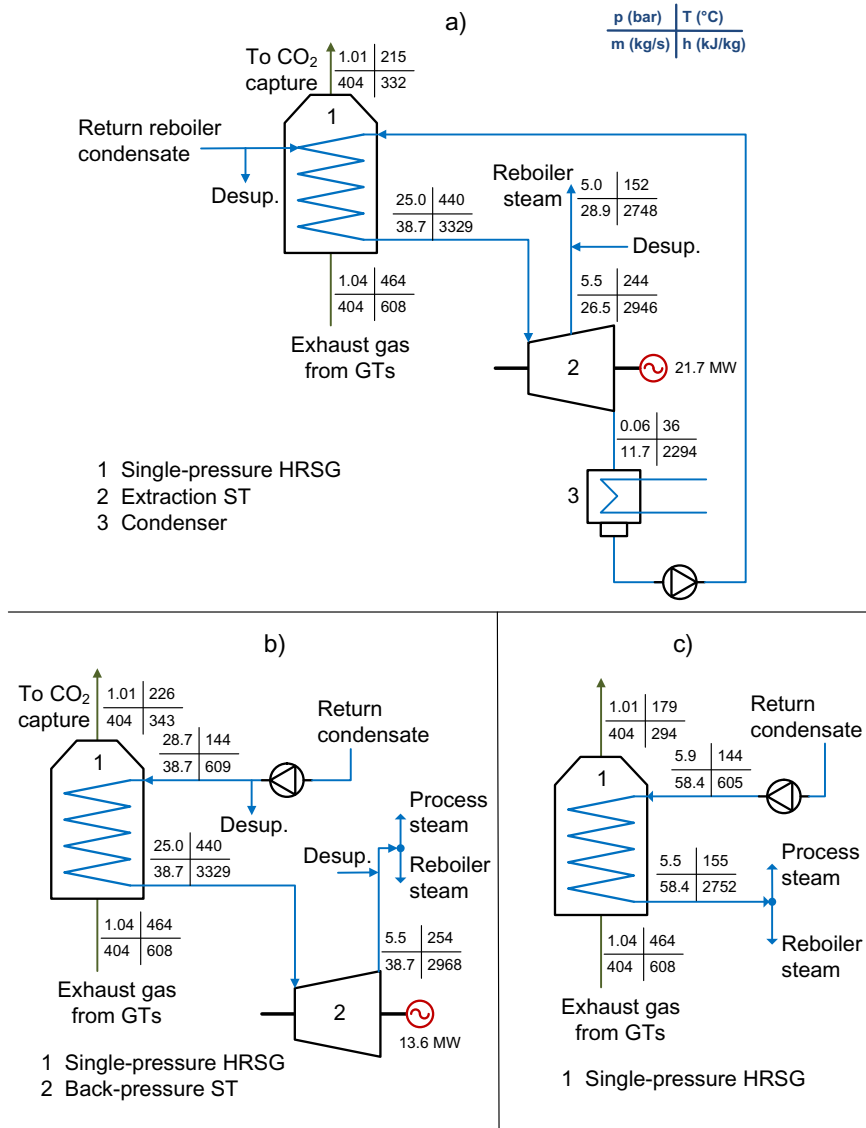 a)
p (bar) T (°C)
m (kg/s) h (kJ/kg)
To CO2
capture
1.01 215
404 332
1
Return reboiler
condensate
Desup.
25.0 440
38.7 3329
Reboiler
steam
5.0 152
28.9 2748
Desup.
1.04 464
404 608
5.5 244
26.5 2946
Exhaust gas
from GTs
2
21.7 MW
0.06 36
11.7 2294
3
1 Single-pressure HRSG
2 Extraction ST
3 Condenser
b)
To CO2
capture
1.01 226
404 343
Return
condensate
28.7 144
38.7 609
1
Desup.
Process
steam
25.0 440
38.7 3329
Desup.
Reboiler
steam
1.04 464
404 608
5.5 254
38.7 2968
Exhaust gas
from GTs
2
13.6 MW
1 Single-pressure HRSG
2 Back-pressure ST
c)
1.01 179
404 294
Return
condensate
5.9 144
58.4 605
1
5.5 155
58.4 2752
Process
steam
Reboiler
steam
1.04 464
404 608
Exhaust gas
from GTs
1 Single-pressure HRSG